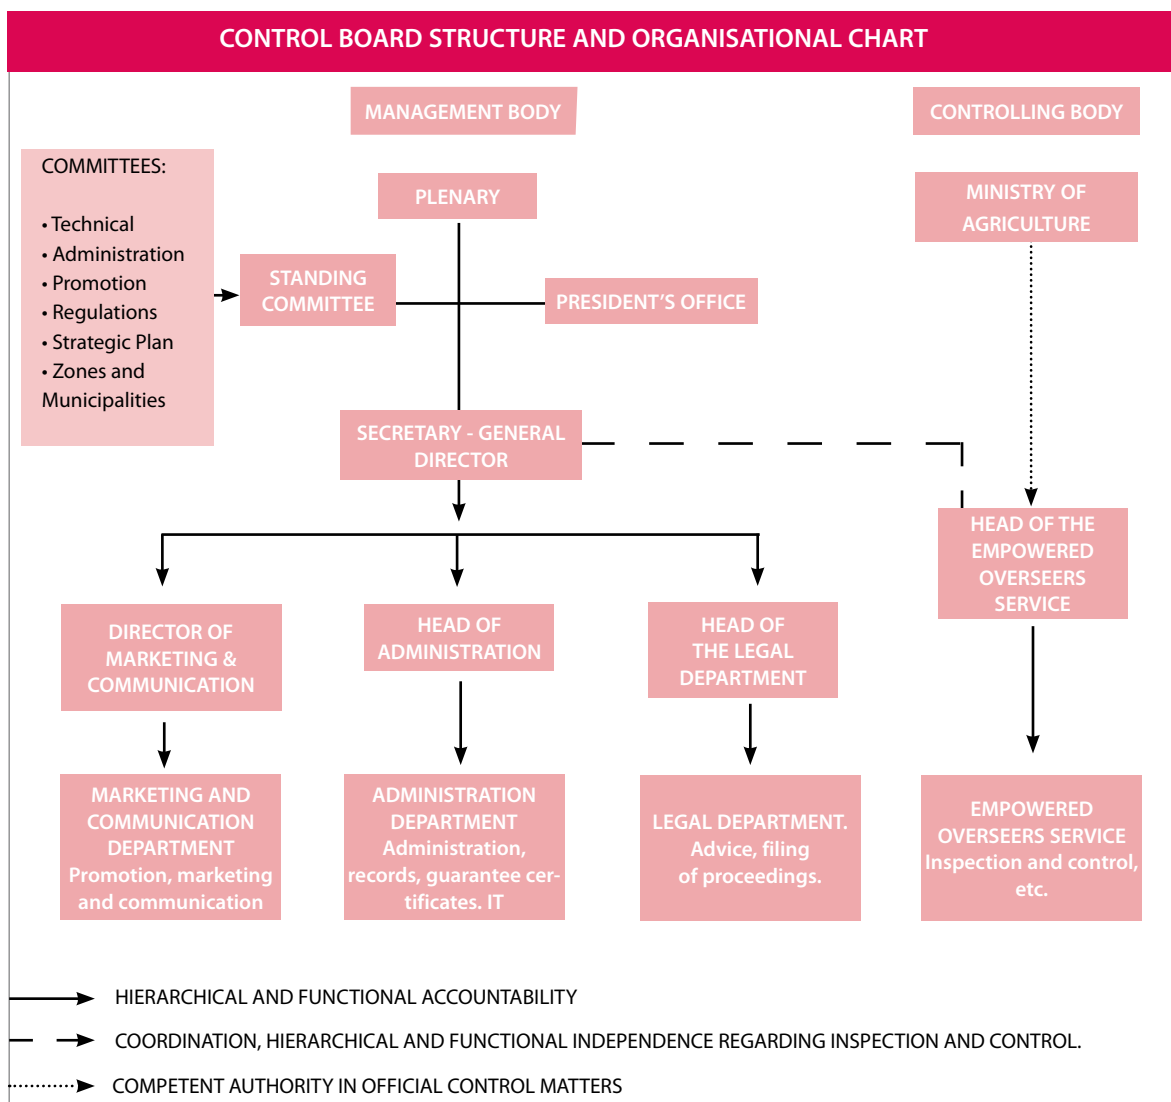 CONTROL BOARD STRUCTURE AND ORGANISATIONAL CHART
MANAGEMENT BODY
CONTROLLING BODY
COMMITTEES:
• Technical
• Administration
• Promotion
• Regulations
• Strategic Plan
• Zones and
Municipalities
PLENARY
MINISTRY OF
AGRICULTURE
STANDING
COMMITTEE
PRESIDENT'S OFFICE
SECRETARY - GENERAL
DIRECTOR
HEAD OF THE
EMPOWERED
OVERSEERS
SERVICE
DIRECTOR OF
MARKETING &
COMMUNICATION
HEAD OF
ADMINISTRATION
HEAD OF
THE LEGAL
DEPARTMENT
MARKETING AND
COMMUNICATION
DEPARTMENT
Promotion, marketing
and communication
ADMINISTRATION
DEPARTMENT
Administration,
records, guarantee cer-
tificates. IT
LEGAL DEPARTMENT.
Advice, filing
of proceedings.
EMPOWERED
OVERSEERS SERVICE
Inspection and control,
etc.
HIERARCHICAL AND FUNCTIONAL ACCOUNTABILITY
COORDINATION, HIERARCHICAL AND FUNCTIONAL INDEPENDENCE REGARDING INSPECTION AND CONTROL.
COMPETENT AUTHORITY IN OFFICIAL CONTROL MATTERS